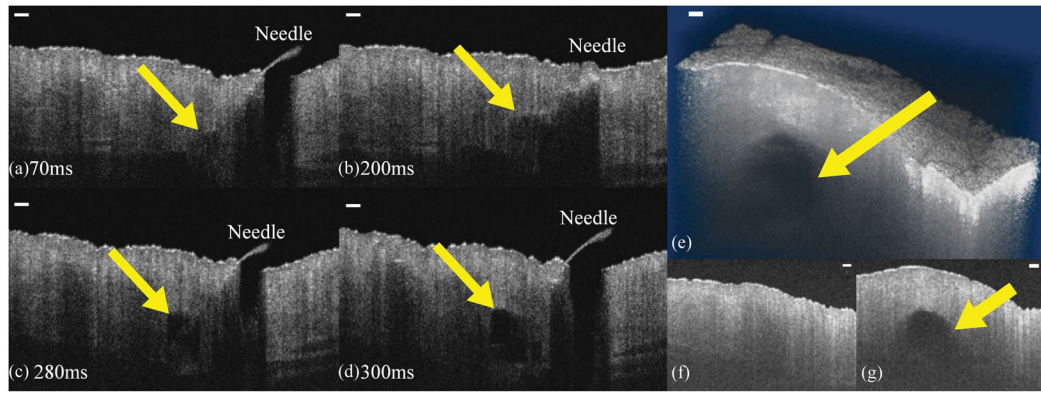 Needle
(a)70ms
Needle
(b)200ms
Needle
(c) 280ms
Needle
(d)300ms
(e)
(f)
(g)